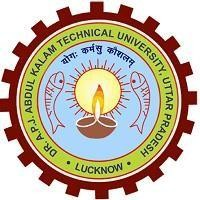 DR. A.P.J. ABDUL KALAM TECHNICAL UNIVERSITY, UTTAR PRADESH
योगः कर्मसु कौशलम्
• LUCKNOW •